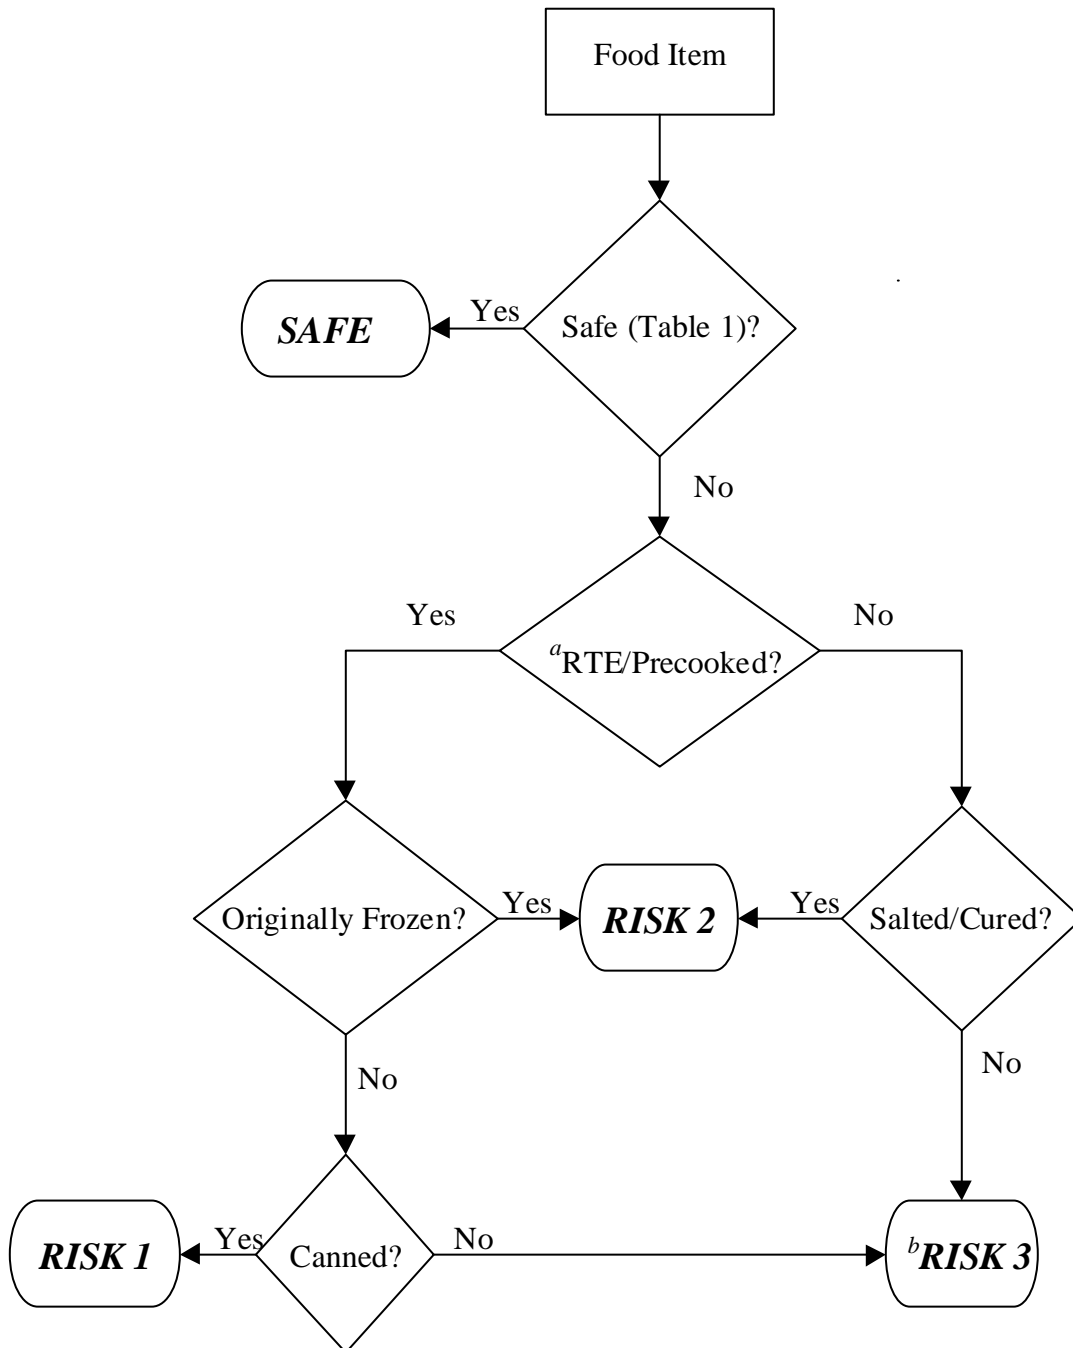 Food Item
Safe (Table 1)?
Yes
SAFE
No
aRTE/Precooked?
Yes
No
Originally Frozen?
Yes
RISK 2
Yes
Salted/Cured?
No
No
Canned?
Yes
RISK 1
No
bRISK 3